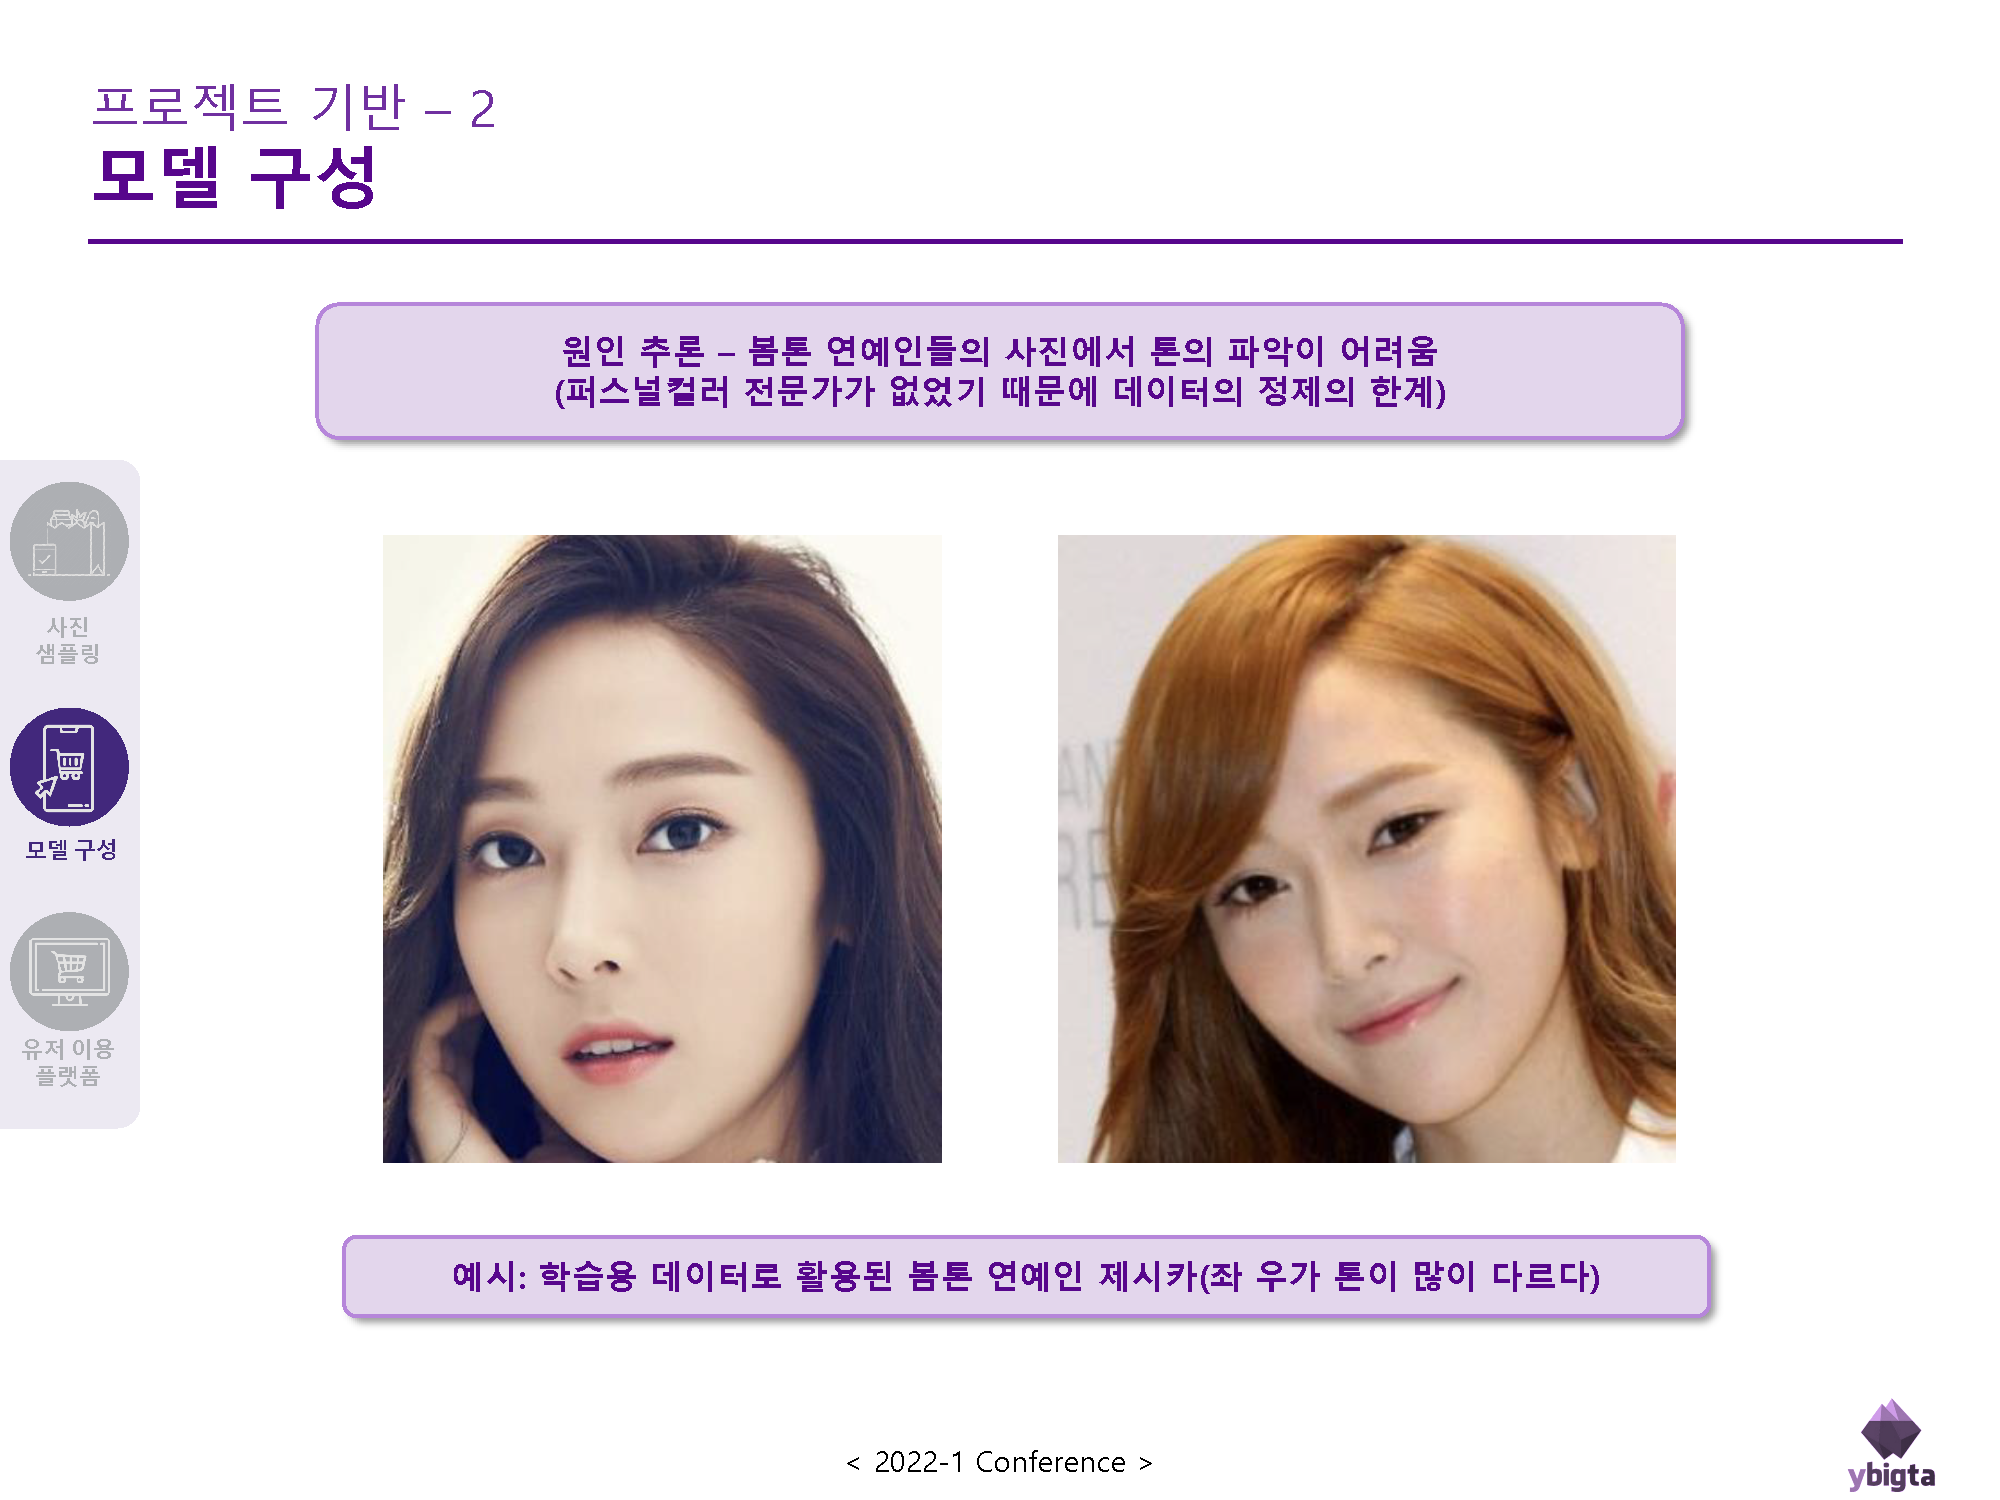 프로젝트 기반 – 2
모델 구성
원인 추론 – 봄톤 연예인들의 사진에서 톤의 파악이 어려움
(퍼스널컬러 전문가가 없었기 때문에 데이터의 정제의 한계)
사진
샘플링
모델 구성
유저 이용
플랫폼
예시: 학습용 데이터로 활용된 봄톤 연예인 제시카(좌 우가 톤이 많이 다르다)
< 2022-1 Conference >
ybigta